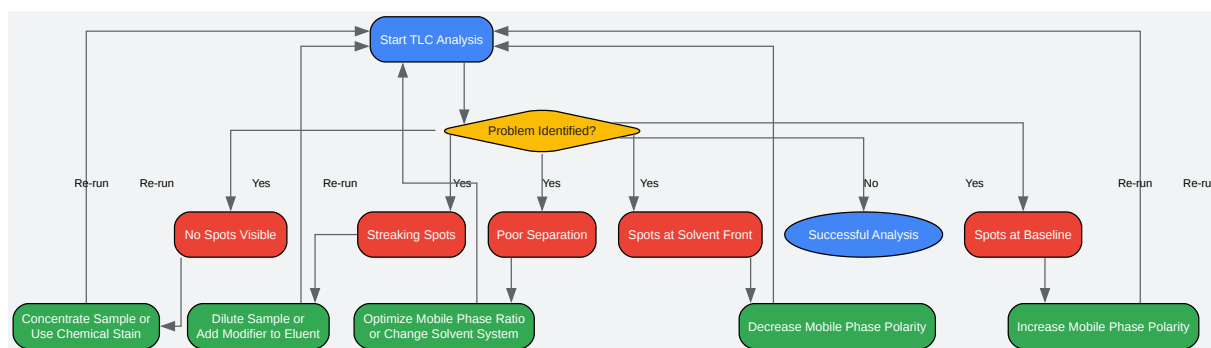 Start TLC Analysis
Problem Identified?
Re-run
Re-run
Yes
Re-run
Yes
Yes
Yes
No
Yes
Re-run
Re-ru
No Spots Visible
Streaking Spots
Poor Separation
Spots at Solvent Front
Successful Analysis
Spots at Baseline
Concentrate Sample or
Use Chemical Stain
Dilute Sample or
Add Modifier to Eluent
Optimize Mobile Phase Ratio
or Change Solvent System
Decrease Mobile Phase Polarity
Increase Mobile Phase Polarity